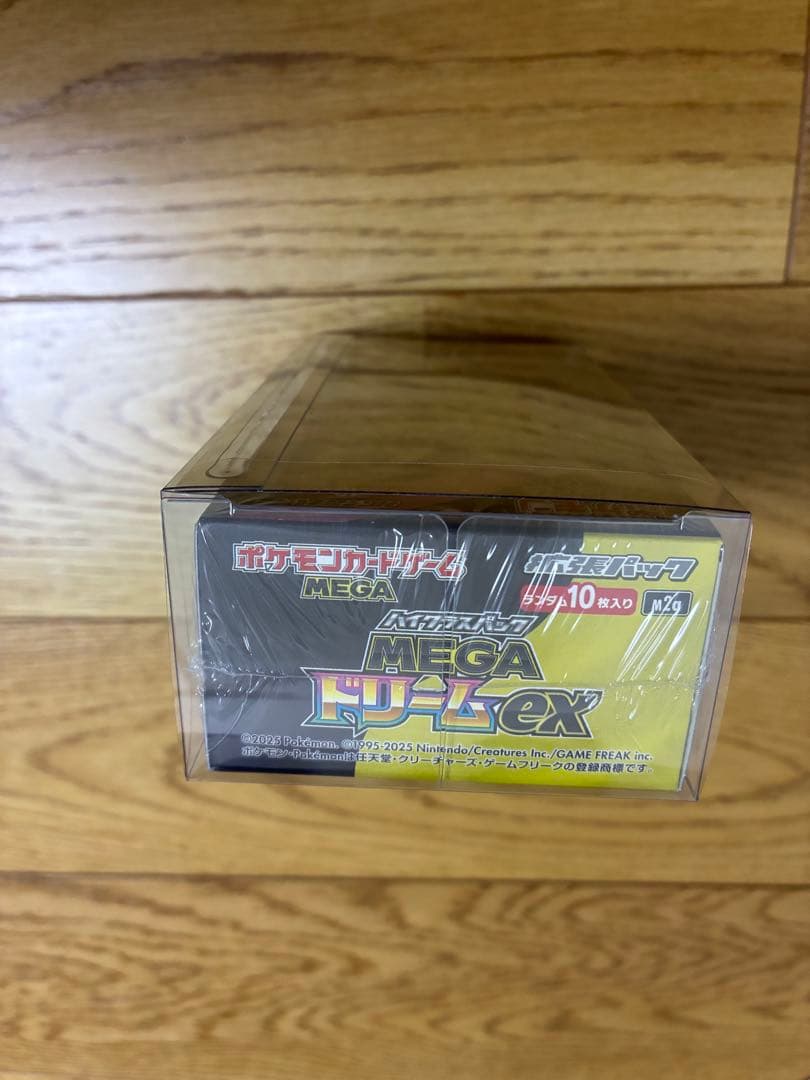 ポケモンカードゲーム
MEGA
拡張パック
ランダム10枚入り
ハイクラスパック
MEGA
ドリームex
©2025 Pokémon. ©1995-2025 Nintendo/Creatures Inc./GAME FREAK inc.
ポケモン・Pokémonは任天堂・クリーチャーズ・ゲームフリークの登録商標です。